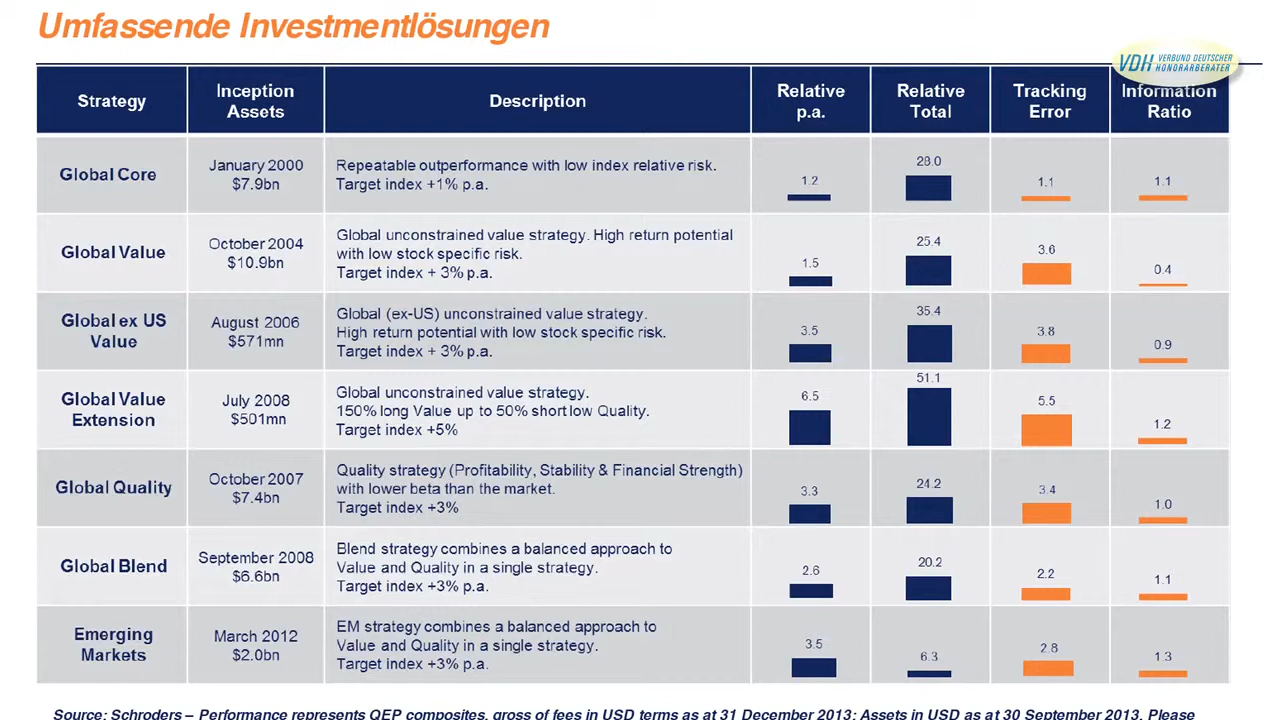 Umfassende Investmentlösungen
VDH VERBUND DEUTSCHER
HONORARBERATER
Strategy
Inception
Assets
Description
Relative
p.a.
Relative
Total
Tracking
Error
Information
Ratio
Global Core
January 2000
$7.9bn
Repeatable outperformance with low index relative risk.
Target index +1% p.a.
1.2
28.0
1.1
1.1
Global Value
October 2004
$10.9bn
Global unconstrained value strategy. High return potential
with low stock specific risk.
Target index + 3% p.a.
1.5
25.4
3.6
0.4
Global ex US
Value
August 2006
$571mn
Global (ex-US) unconstrained value strategy.
High return potential with low stock specific risk.
Target index + 3% p.a.
3.5
35.4
3.8
0.9
Global Value
Extension
July 2008
$501mn
Global unconstrained value strategy.
150% long Value up to 50% short low Quality.
Target index +5%
6.5
51.1
5.5
1.2
Global Quality
October 2007
$7.4bn
Quality strategy (Profitability, Stability & Financial Strength)
with lower beta than the market.
Target index +3%
3.3
24.2
3.4
1.0
Global Blend
September 2008
$6.6bn
Blend strategy combines a balanced approach to
Value and Quality in a single strategy.
Target index +3% p.a.
2.6
20.2
2.2
1.1
Emerging
Markets
March 2012
$2.0bn
EM strategy combines a balanced approach to
Value and Quality in a single strategy.
Target index +3% p.a.
3.5
6.3
2.8
1.3
Source: Schroders – Performance represents QEP composites, gross of fees in USD terms as at 31 December 2013; Assets in USD as at 30 September 2013. Please